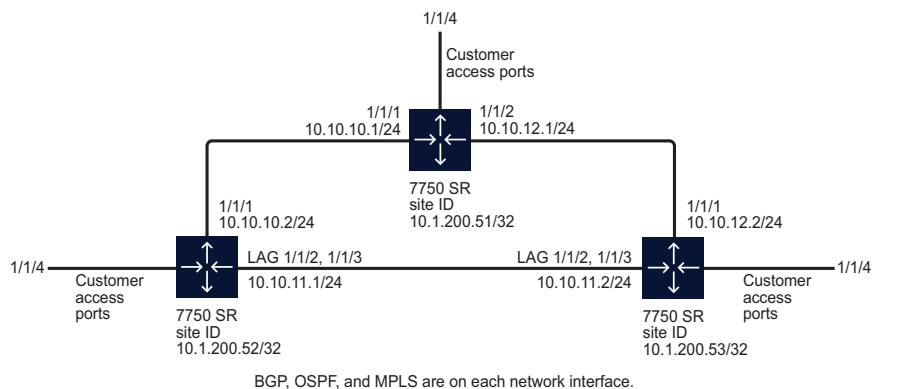 1/1/4
Customer
access ports
1/1/1
10.10.10.1/24
1/1/2
10.10.12.1/24
7750 SR
site ID
10.1.200.51/32
1/1/1
10.10.10.2/24
1/1/1
10.10.12.2/24
1/1/4
Customer
access
ports
LAG 1/1/2, 1/1/3
10.10.11.1/24
LAG 1/1/2, 1/1/3
10.10.11.2/24
1/1/4
Customer
access
ports
7750 SR
site ID
10.1.200.52/32
7750 SR
site ID
10.1.200.53/32
BGP, OSPF, and MPLS are on each network interface.